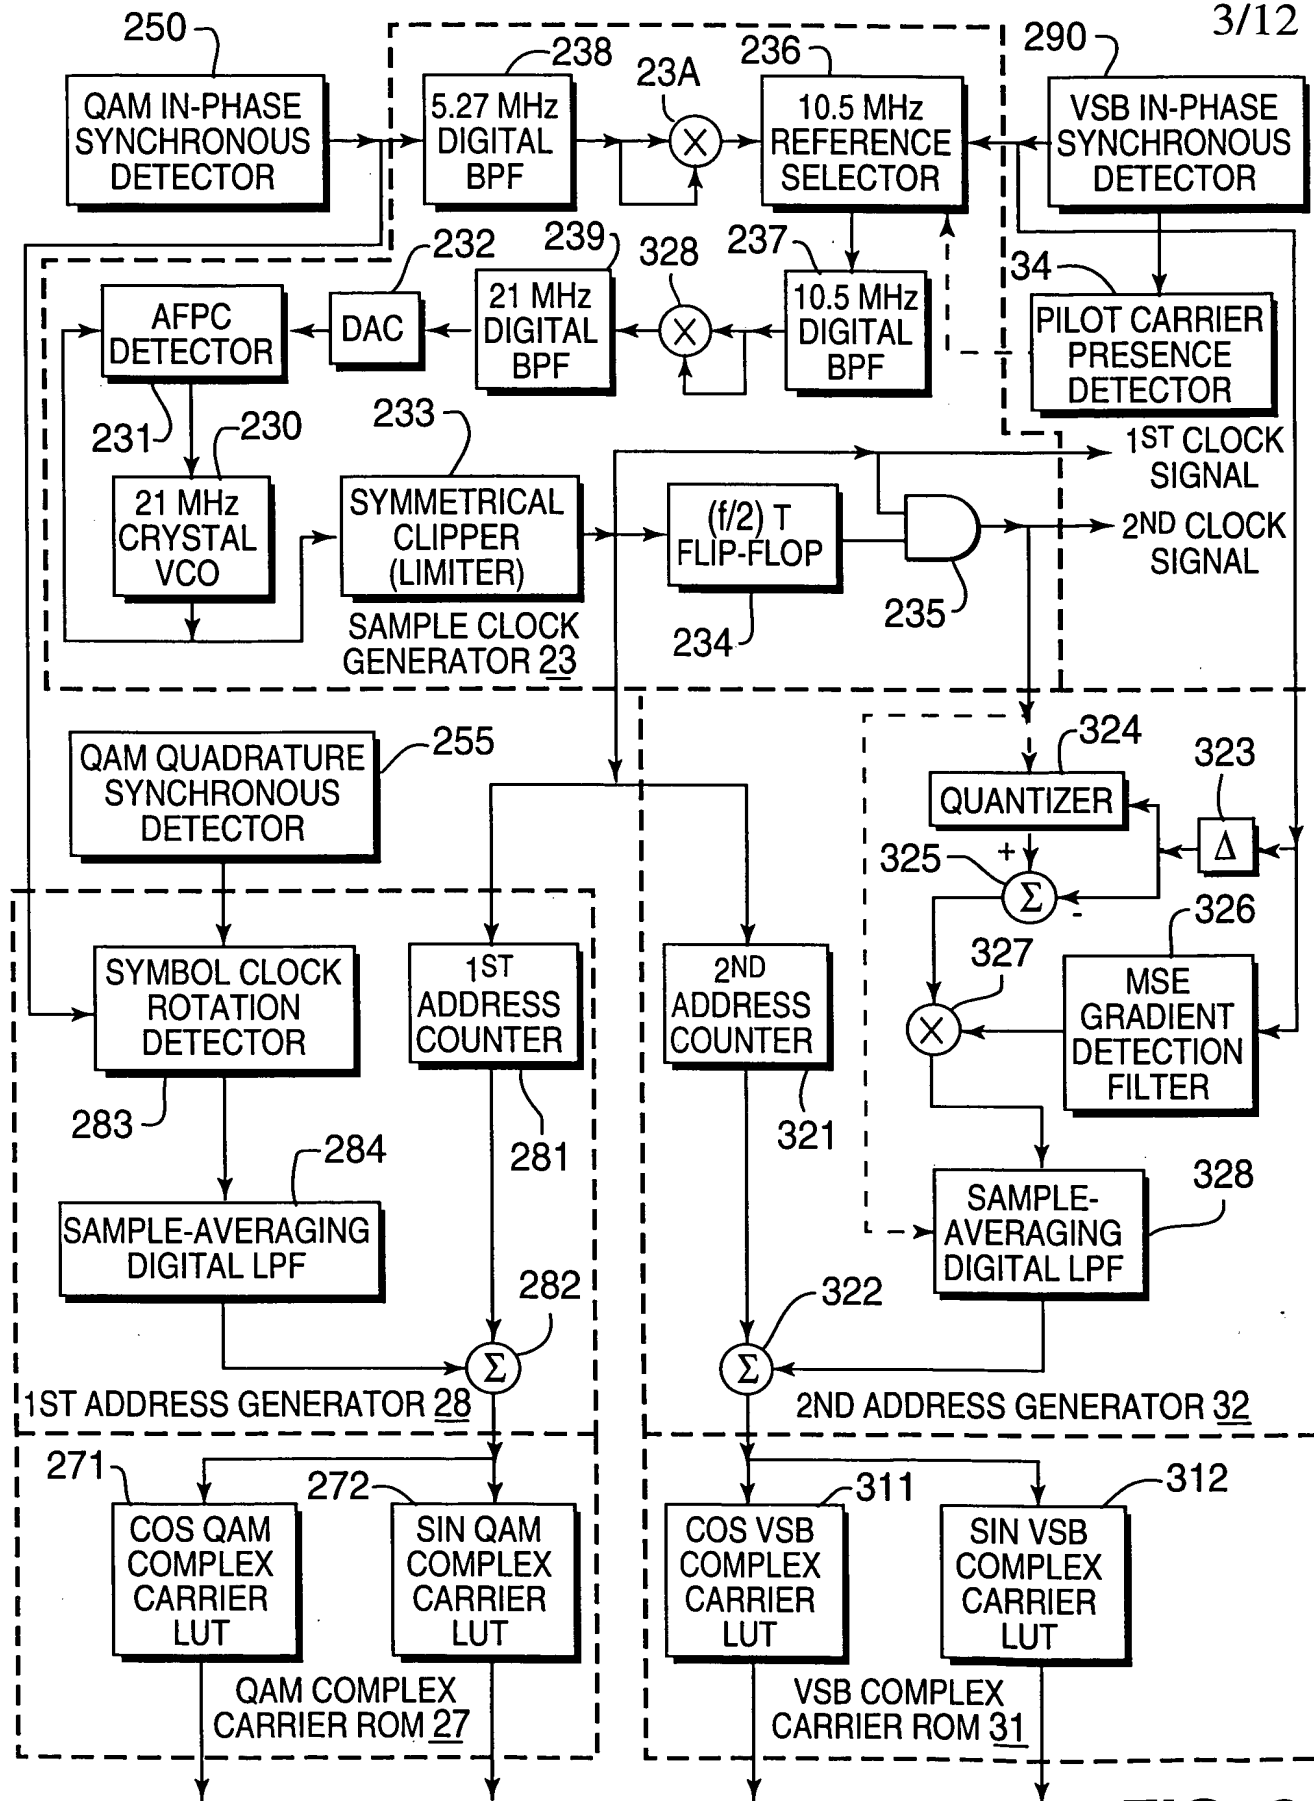 3/12
250
238
23A
236
290
QAM IN-PHASE
SYNCHRONOUS
DETECTOR
5.27 MHz
DIGITAL
BPF
X
10.5 MHz
REFERENCE
SELECTOR
VSB IN-PHASE
SYNCHRONOUS
DETECTOR
232
239
328
237
34
AFPC
DETECTOR
DAC
21 MHz
DIGITAL
BPF
X
10.5 MHz
DIGITAL
BPF
PILOT CARRIER
PRESENCE
DETECTOR
231
230
233
1ST CLOCK
SIGNAL
21 MHz
CRYSTAL
VCO
SYMMETRICAL
CLIPPER
(LIMITER)
(f/2) T
FLIP-FLOP
2ND CLOCK
SIGNAL
235
234
SAMPLE CLOCK
GENERATOR 23
255
324
323
QAM QUADRATURE
SYNCHRONOUS
DETECTOR
QUANTIZER
Δ
325
+
Σ
-
326
327
SYMBOL CLOCK
ROTATION
DETECTOR
1ST
ADDRESS
COUNTER
2ND
ADDRESS
COUNTER
X
MSE
GRADIENT
DETECTION
FILTER
283
281
321
284
328
SAMPLE-AVERAGING
DIGITAL LPF
SAMPLE-
AVERAGING
DIGITAL LPF
282
322
Σ
Σ
1ST ADDRESS GENERATOR 28
2ND ADDRESS GENERATOR 32
271
272
311
312
COS QAM
COMPLEX
CARRIER
LUT
SIN QAM
COMPLEX
CARRIER
LUT
COS VSB
COMPLEX
CARRIER
LUT
SIN VSB
COMPLEX
CARRIER
LUT
QAM COMPLEX
CARRIER ROM 27
VSB COMPLEX
CARRIER ROM 31